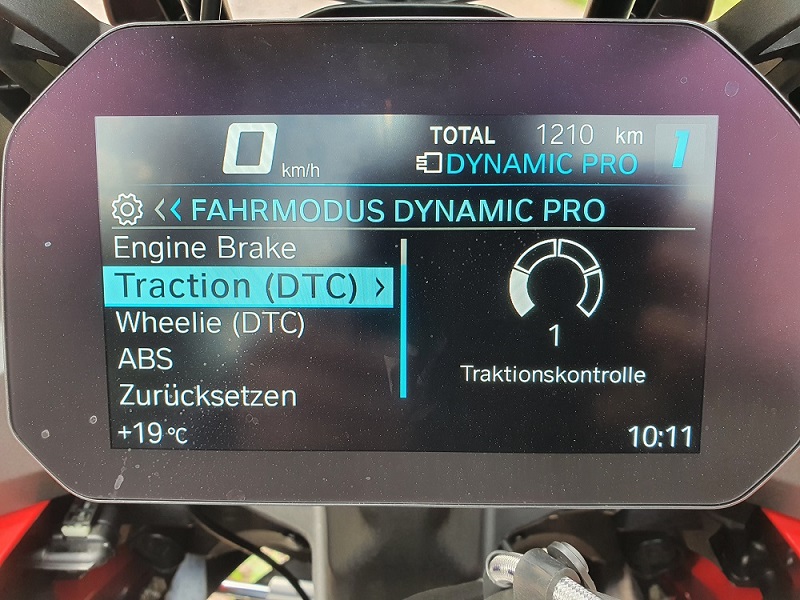 0 km/h
TOTAL 1210 km
DYNAMIC PRO 1
FAHRMODUS DYNAMIC PRO
Engine Brake
Traction (DTC)
Wheelie (DTC)
ABS
Zurücksetzen
1
Traktionskontrolle
+19 °C
10:11